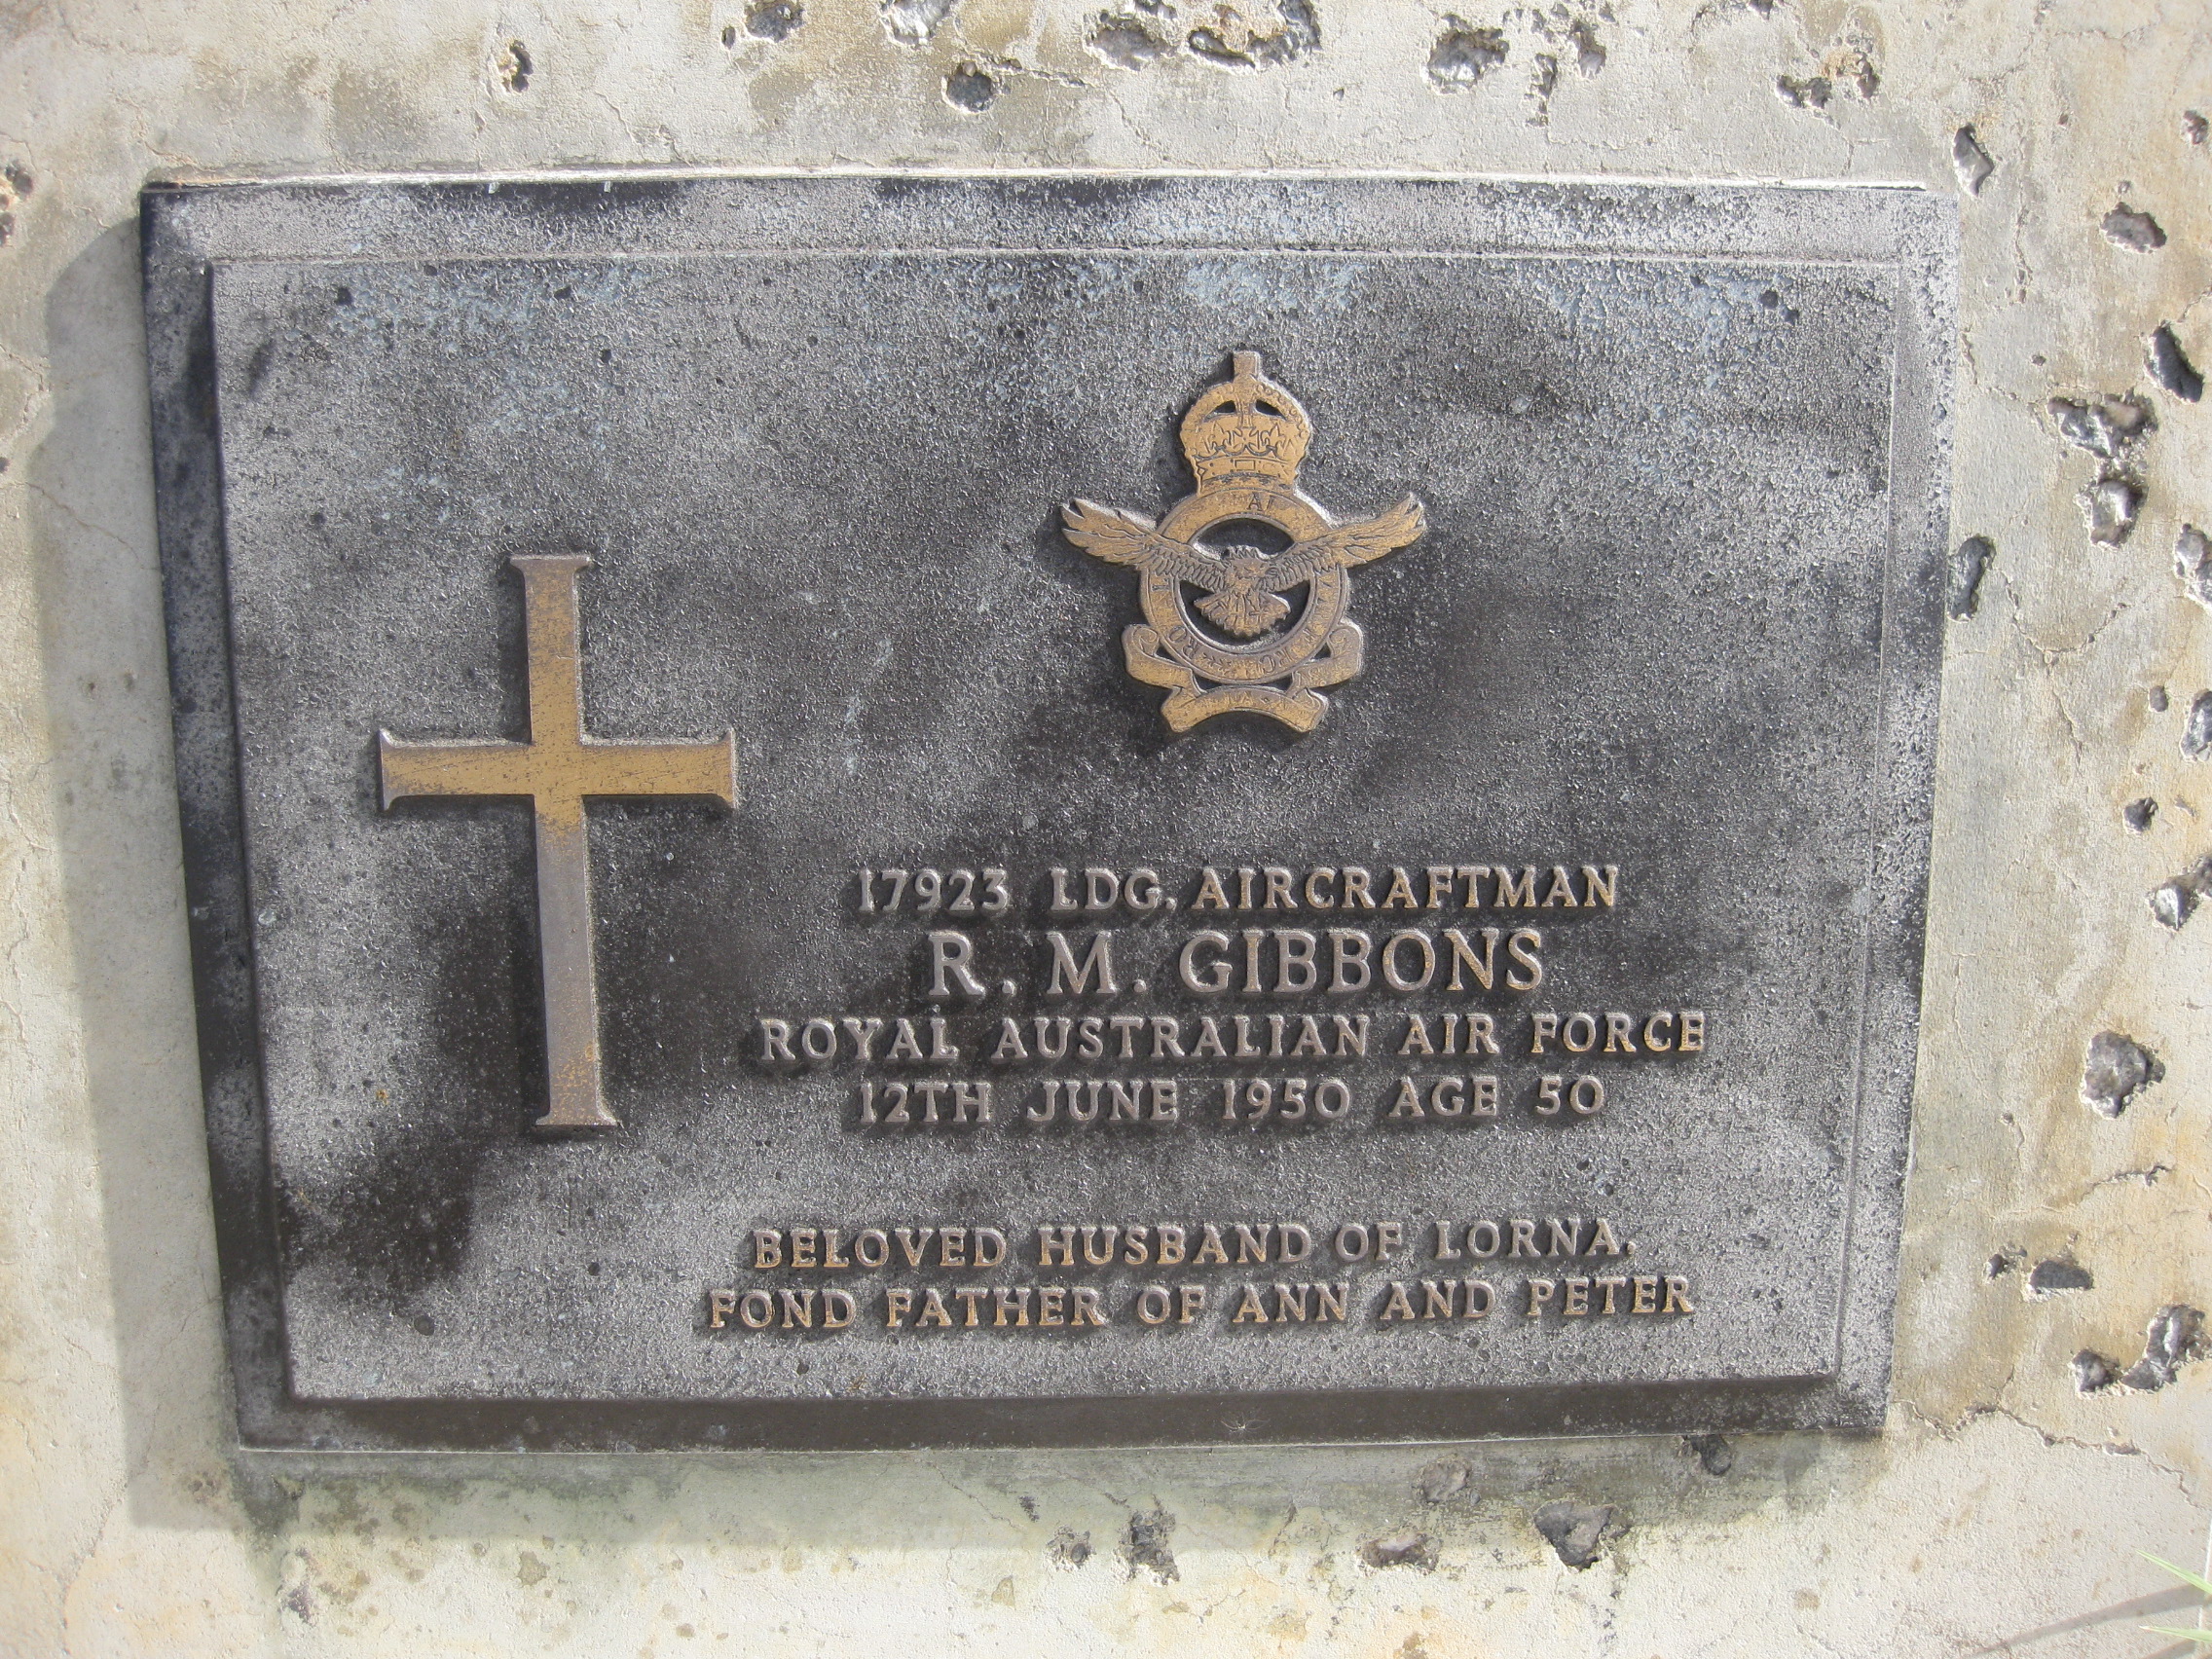 17923 LDG. AIRCRAFTMAN
R. M. GIBBONS
ROYAL AUSTRALIAN AIR FORCE
12TH JUNE 1950 AGE 50
BELOVED HUSBAND OF LORNA.
FOND FATHER OF ANN AND PETER